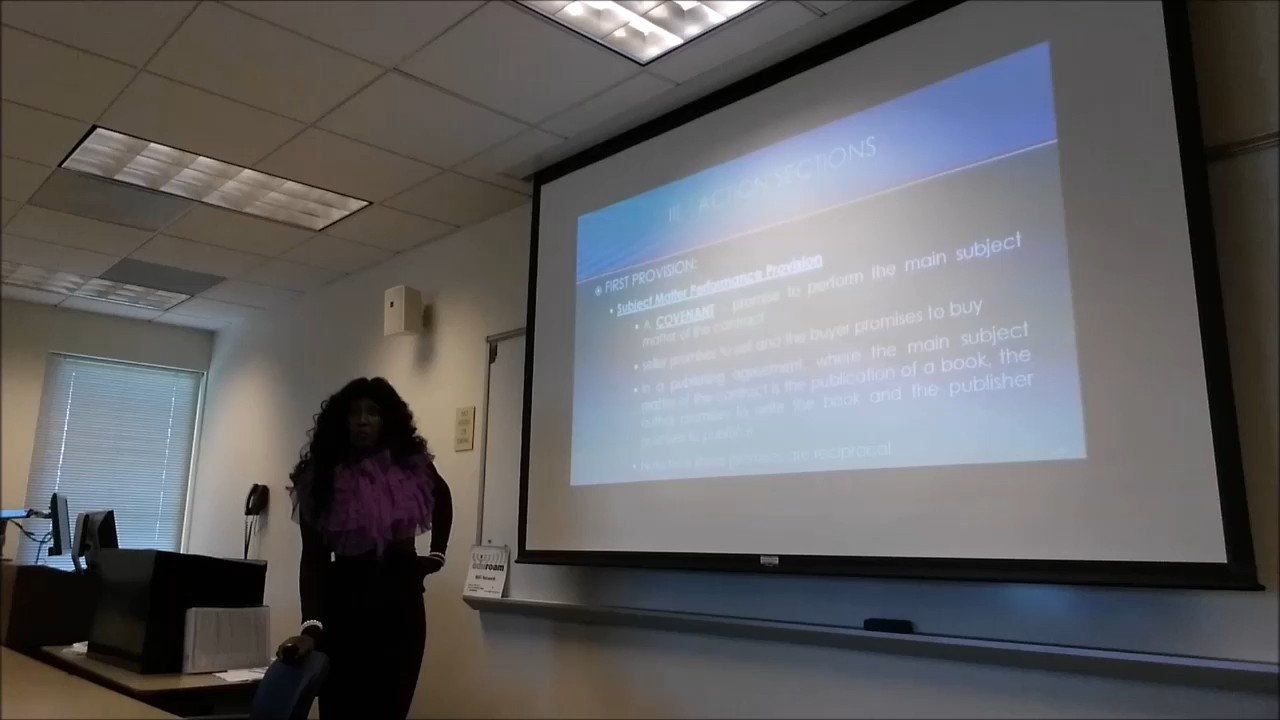 III. ACTION SECTIONS
FIRST PROVISION:
Subject Matter Performance Provision
A COVENANT promise to perform the main subject
matter of the contract
Seller promises to sell and the buyer promises to buy
In a publishing agreement, where the main subject
matter of the contract is the publication of a book, the
author promises to write the book and the publisher
promises to publish it
promises are reciprocal.
eduroam